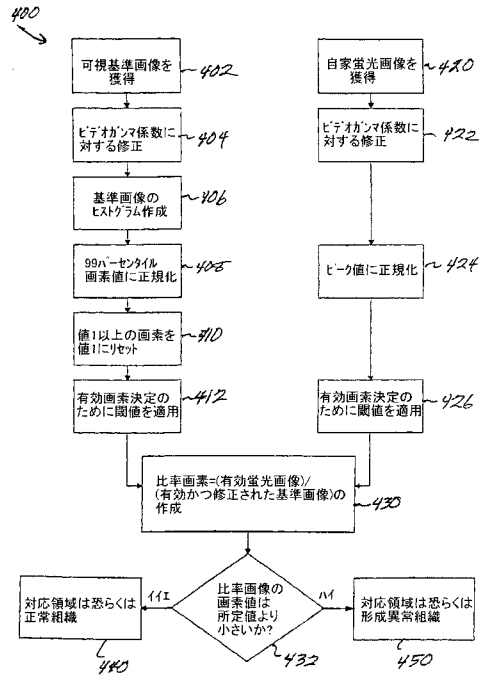 400
可視基準画像を
獲得
402
ビデオガンマ係数に
対する修正
404
基準画像の
ヒストグラム作成
406
99パーセンタイル
画素値に正規化
408
値1以上の画素を
値1にリセット
410
有効画素決定の
ために閾値を適用
412
自家蛍光画像を
獲得
420
ビデオガンマ係数に
対する修正
422
ピーク値に正規化
424
有効画素決定の
ために閾値を適用
426
比率画素=(有効蛍光画像)/
(有効かつ修正された基準画像)の
作成
430
比率画像の
画素値は
所定値より
小さいか?
432
イイエ
対応領域は恐らくは
正常組織
440
ハイ
対応領域は恐らくは
形成異常組織
450